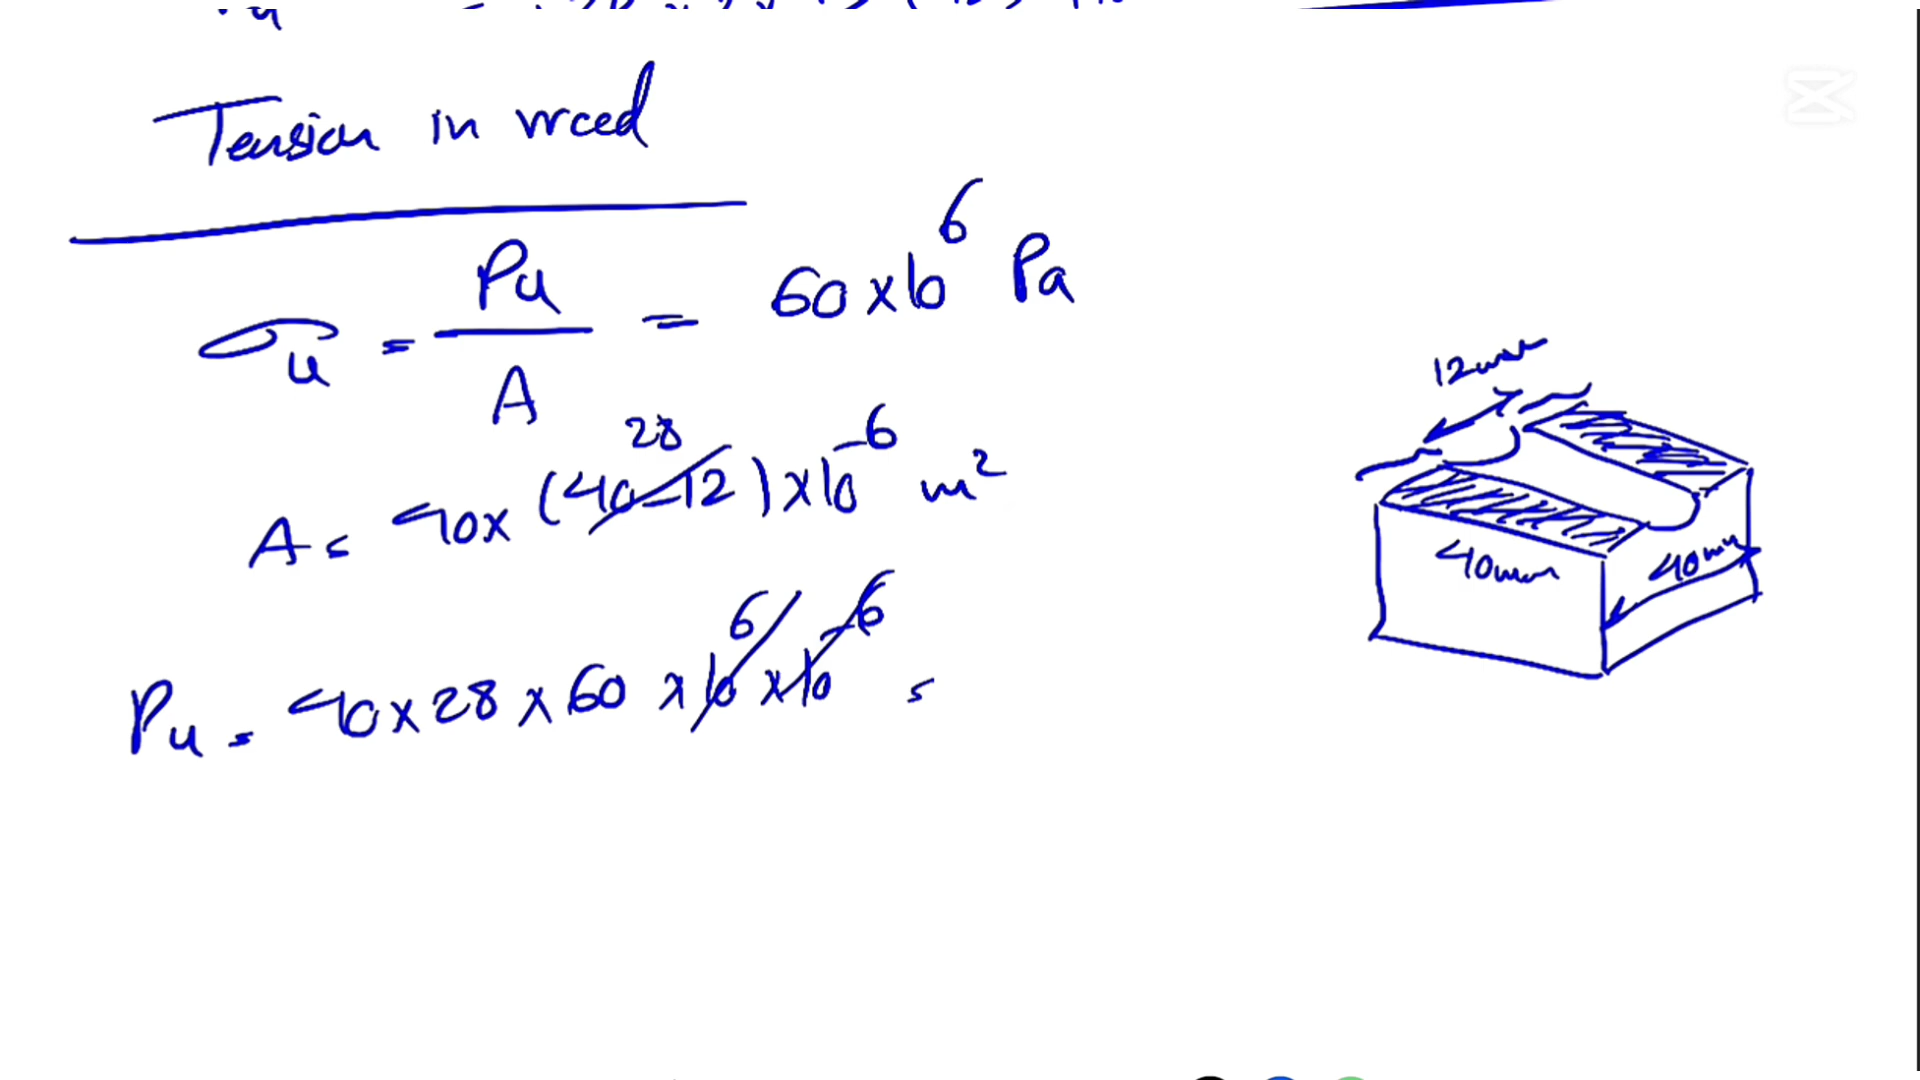 Tension in wood
σu = Pu / A = 60 x 10^6 Pa
A = 40 x (40-12) x 10^-6 m^2
28
Pu = 40 x 28 x 60 x 10^6 x 10^-6 =
12mm
40mm
40mm